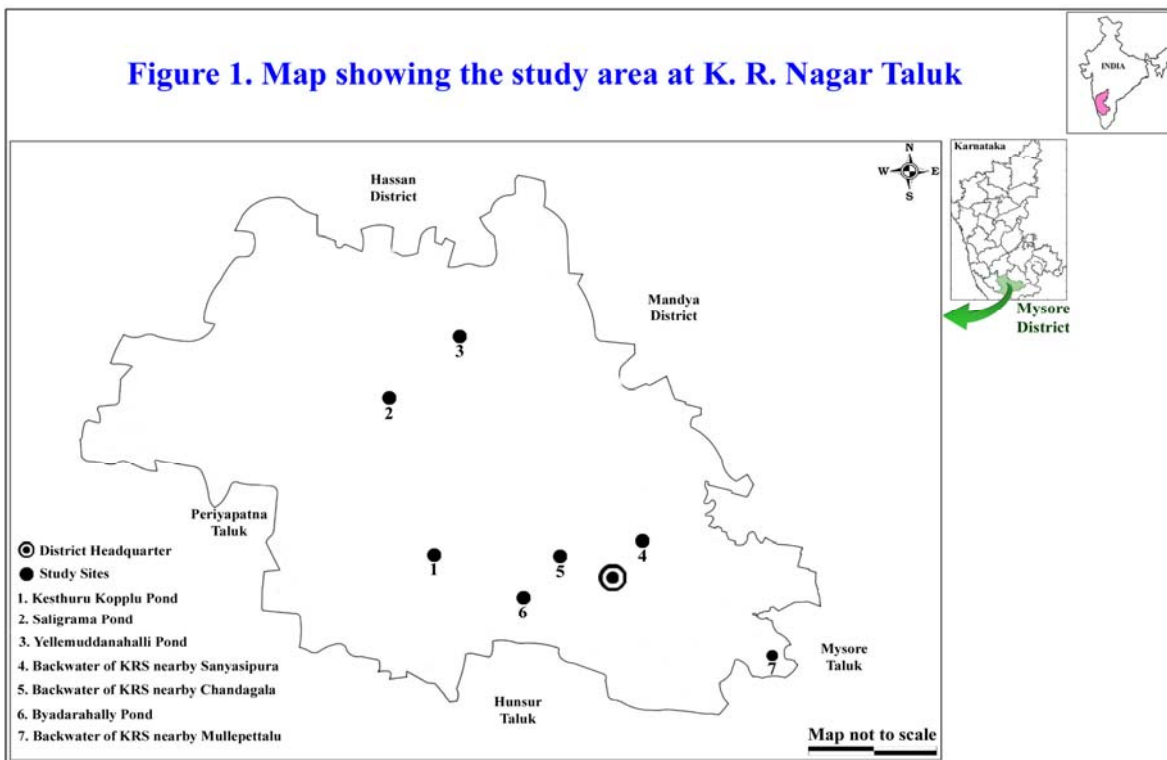 Figure 1. Map showing the study area at K. R. Nagar Taluk
INDIA
Karnataka
Mysore
District
N
W E
S
Hassan
District
Mandya
District
3
2
Periyapatna
Taluk
1
5
4
6
7
Mysore
Taluk
Hunsur
Taluk
District Headquarter
Study Sites
1. Kesthuru Kopplu Pond
2. Saligrama Pond
3. Yellemuddanahalli Pond
4. Backwater of KRS nearby Sanyasipura
5. Backwater of KRS nearby Chandagala
6. Byadarahally Pond
7. Backwater of KRS nearby Mullepettalu
Map not to scale